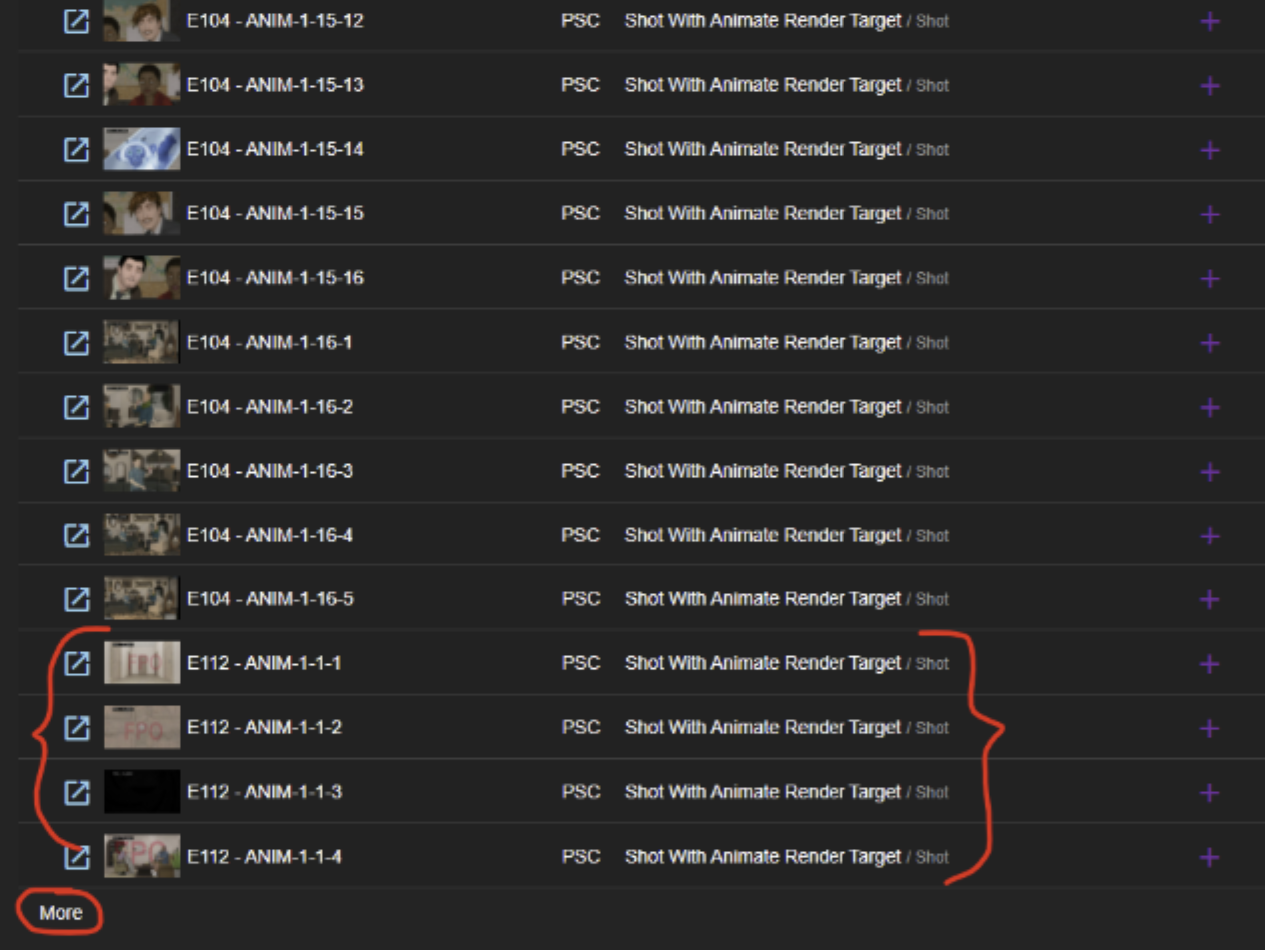 E104 - ANIM-1-15-12 PSC Shot With Animate Render Target / Shot +
E104 - ANIM-1-15-13 PSC Shot With Animate Render Target / Shot +
E104 - ANIM-1-15-14 PSC Shot With Animate Render Target / Shot +
E104 - ANIM-1-15-15 PSC Shot With Animate Render Target / Shot +
E104 - ANIM-1-15-16 PSC Shot With Animate Render Target / Shot +
E104 - ANIM-1-16-1 PSC Shot With Animate Render Target / Shot +
E104 - ANIM-1-16-2 PSC Shot With Animate Render Target / Shot +
E104 - ANIM-1-16-3 PSC Shot With Animate Render Target / Shot +
E104 - ANIM-1-16-4 PSC Shot With Animate Render Target / Shot +
E104 - ANIM-1-16-5 PSC Shot With Animate Render Target / Shot +
FPO E112 - ANIM-1-1-1 PSC Shot With Animate Render Target / Shot +
FPO E112 - ANIM-1-1-2 PSC Shot With Animate Render Target / Shot +
E112 - ANIM-1-1-3 PSC Shot With Animate Render Target / Shot +
FPO E112 - ANIM-1-1-4 PSC Shot With Animate Render Target / Shot +
More